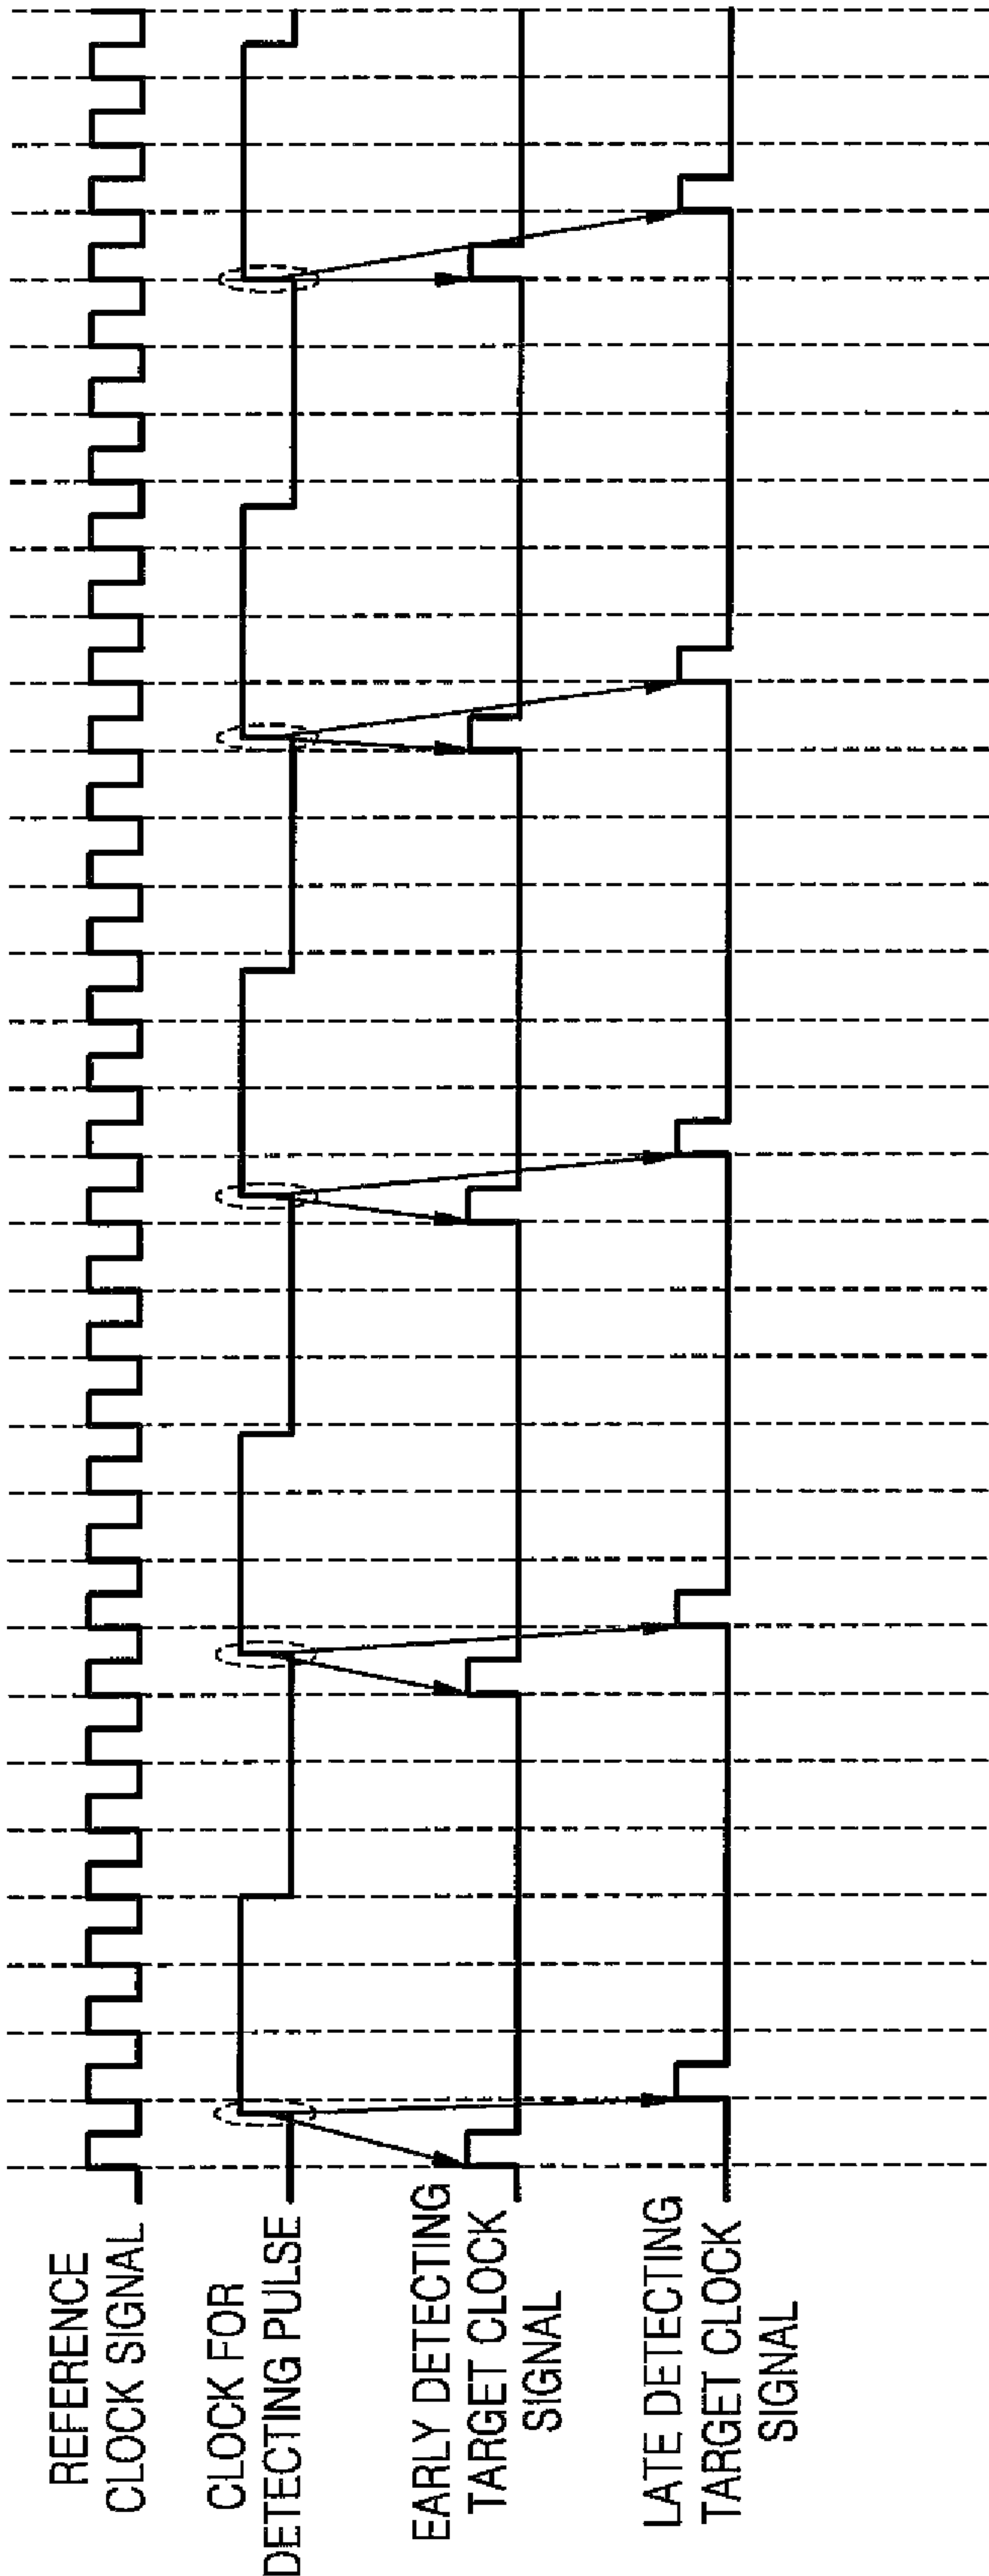 REFERENCE
CLOCK SIGNAL
CLOCK FOR
DETECTING PULSE
EARLY DETECTING
TARGET CLOCK
SIGNAL
LATE DETECTING
TARGET CLOCK
SIGNAL